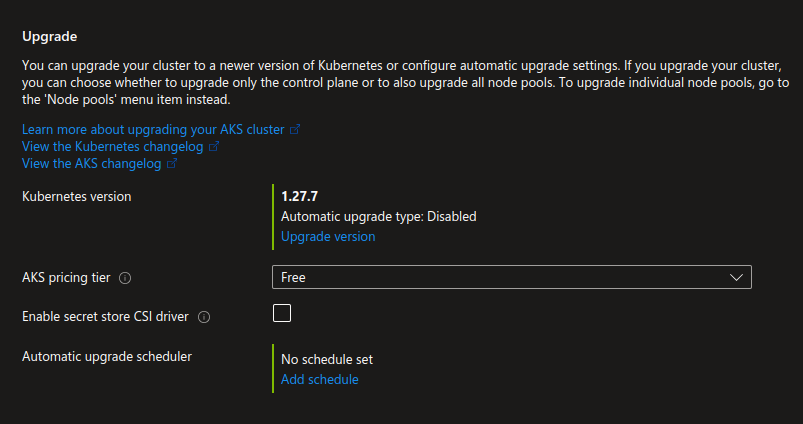 Upgrade
You can upgrade your cluster to a newer version of Kubernetes or configure automatic upgrade settings. If you upgrade your cluster,
you can choose whether to upgrade only the control plane or to also upgrade all node pools. To upgrade individual node pools, go to
the 'Node pools' menu item instead.
Learn more about upgrading your AKS cluster
View the Kubernetes changelog
View the AKS changelog
Kubernetes version
1.27.7
Automatic upgrade type: Disabled
Upgrade version
AKS pricing tier
Free
Enable secret store CSI driver
Automatic upgrade scheduler
No schedule set
Add schedule